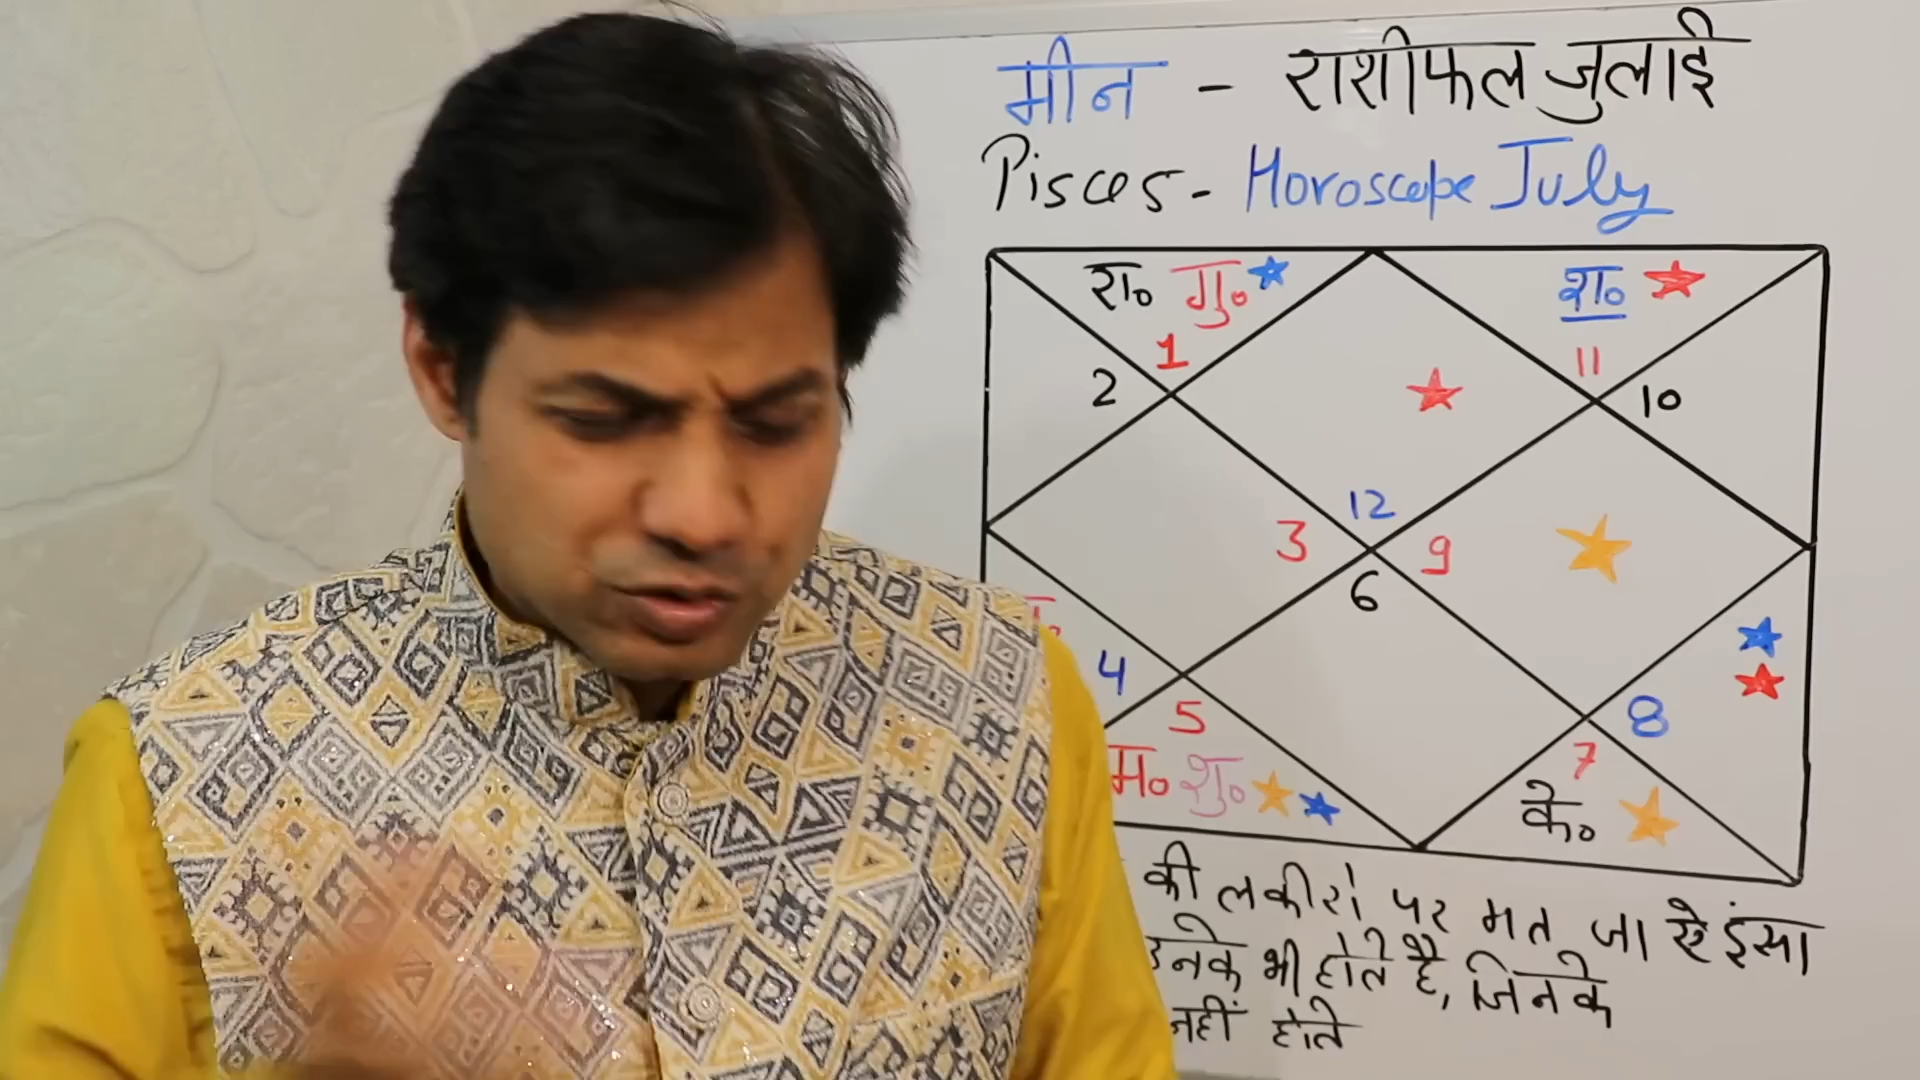 मीन - राशीफल जुलाई
Pisces - Horoscope July
रा० गु०
श०
1
11
2
10
12
3
9
6
4
8
5
7
म० शु०
के०
की लकीरों पर मत जा ऐ इंसा
उनके भी होते है, जिनके
नहीं होते